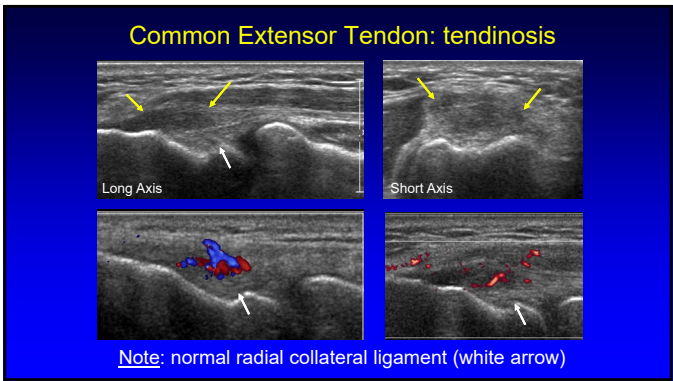 Common Extensor Tendon: tendinosis
Long Axis
Short Axis
Note: normal radial collateral ligament (white arrow)